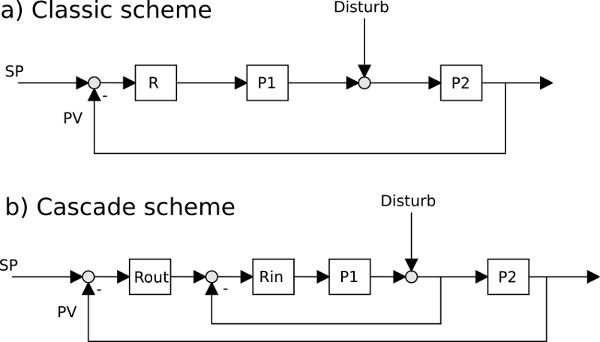 a) Classic scheme
Disturb
SP
R
P1
P2
-
PV
b) Cascade scheme
Disturb
SP
Rout
Rin
P1
P2
-
-
PV